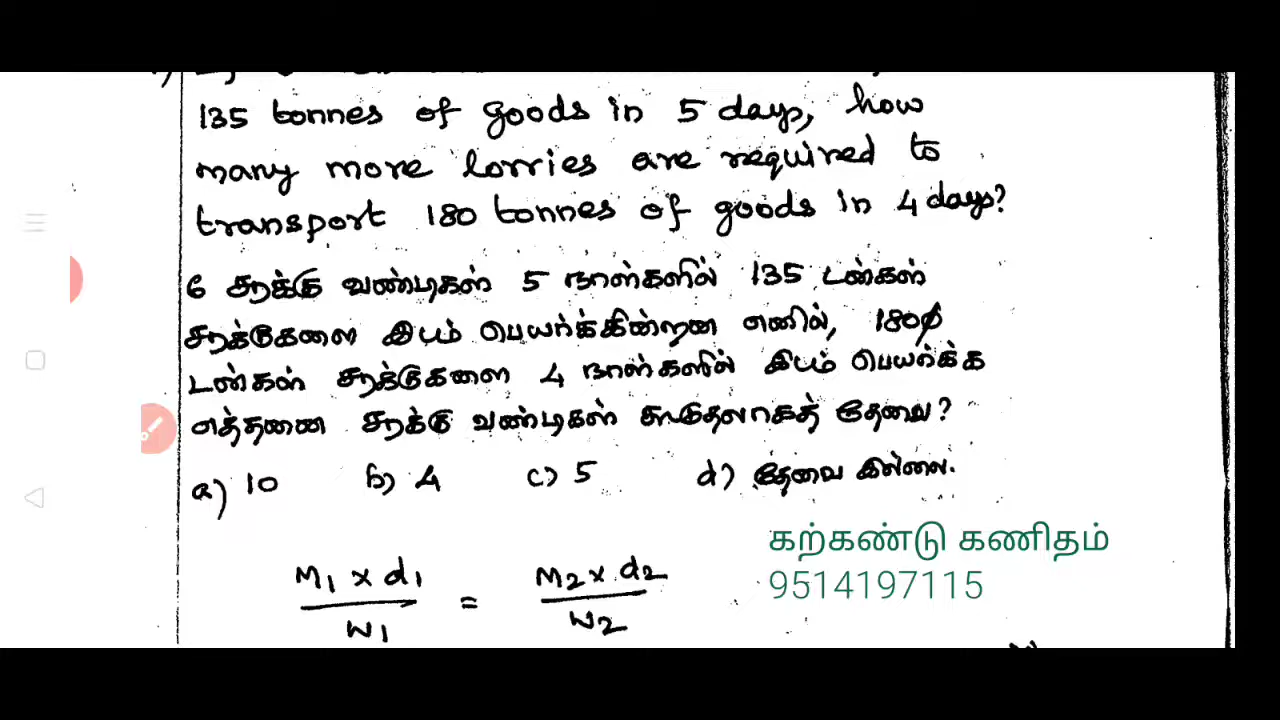 135 tonnes of goods in 5 days, how
many more lorries are required to
transport 180 tonnes of goods in 4 days?
6 சரக்கு வண்டிகள் 5 நாள்களில் 135 டன்கள்
சரக்குகளை இடம் பெயர்க்கின்றன எனில், 180
டன்கள் சரக்குகளை 4 நாள்களில் இடம் பெயர்க்க
எத்தனை சரக்கு வண்டிகள் கூடுதலாகத் தேவை?
a) 10 b) 4 c) 5 d) தேவை இல்லை.
கற்கண்டு கணிதம்
9514197115
M1 x d1 / W1 = M2 x d2 / W2